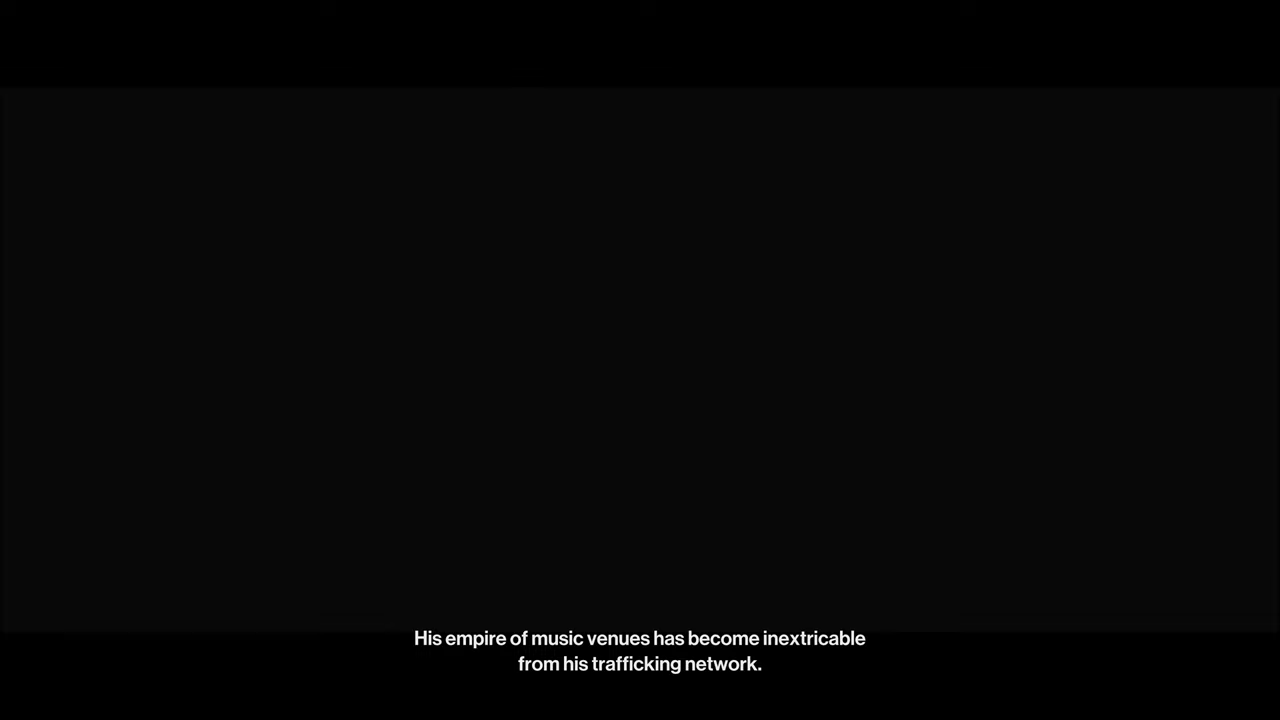 His empire of music venues has become inextricable
from his trafficking network.